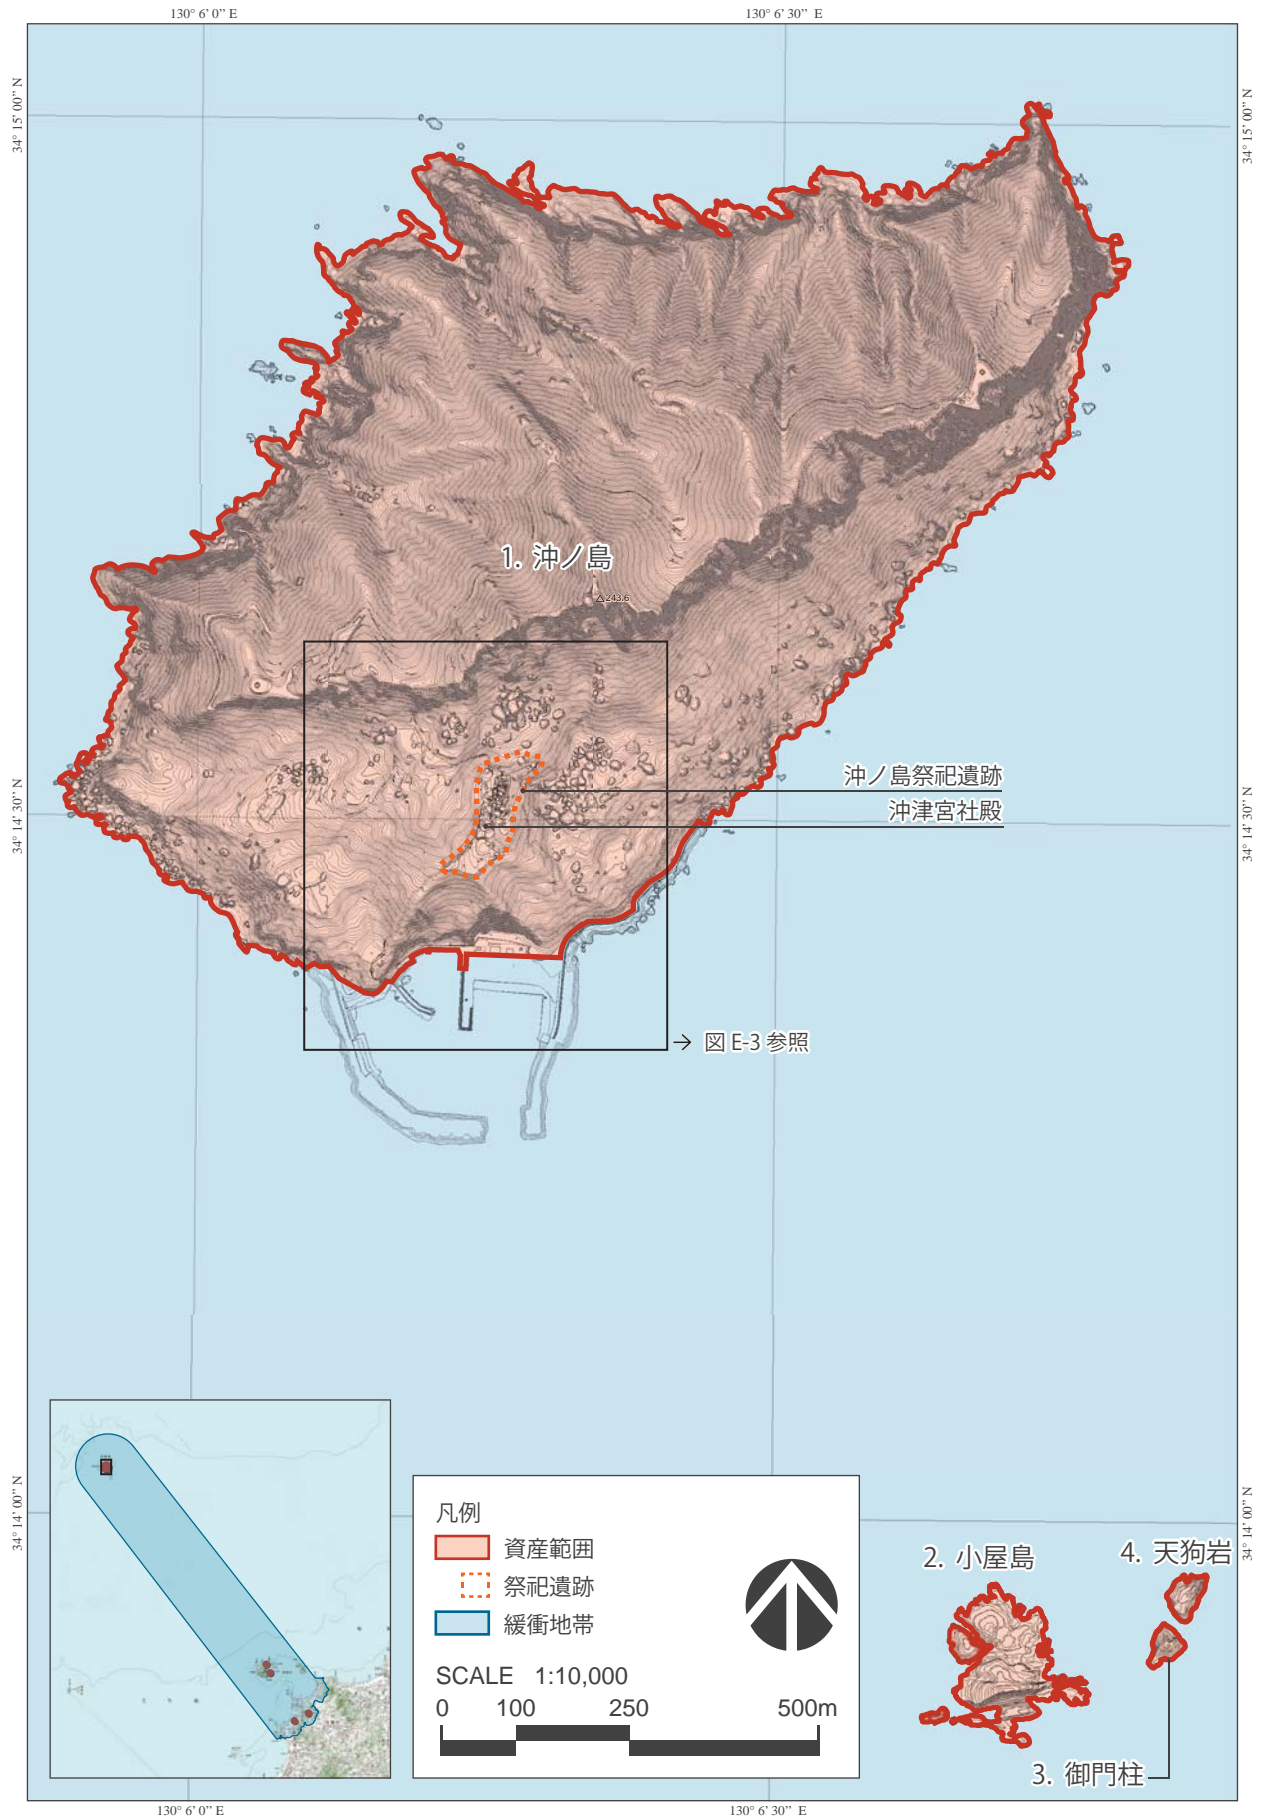 130° 6’ 0’’ E
130° 6’ 30’’ E
34° 15’ 00’’ N
34° 15’ 00’’ N
1. 沖ノ島
△243.6
沖ノ島祭祀遺跡
沖津宮社殿
34° 14’ 30’’ N
34° 14’ 30’’ N
→ 図 E-3 参照
34° 14’ 00’’ N
34° 14’ 00’’ N
凡例
資産範囲
祭祀遺跡
緩衝地帯
SCALE 1:10,000
0 100 250 500m
2. 小屋島
4. 天狗岩
3. 御門柱
130° 6’ 0’’ E
130° 6’ 30’’ E